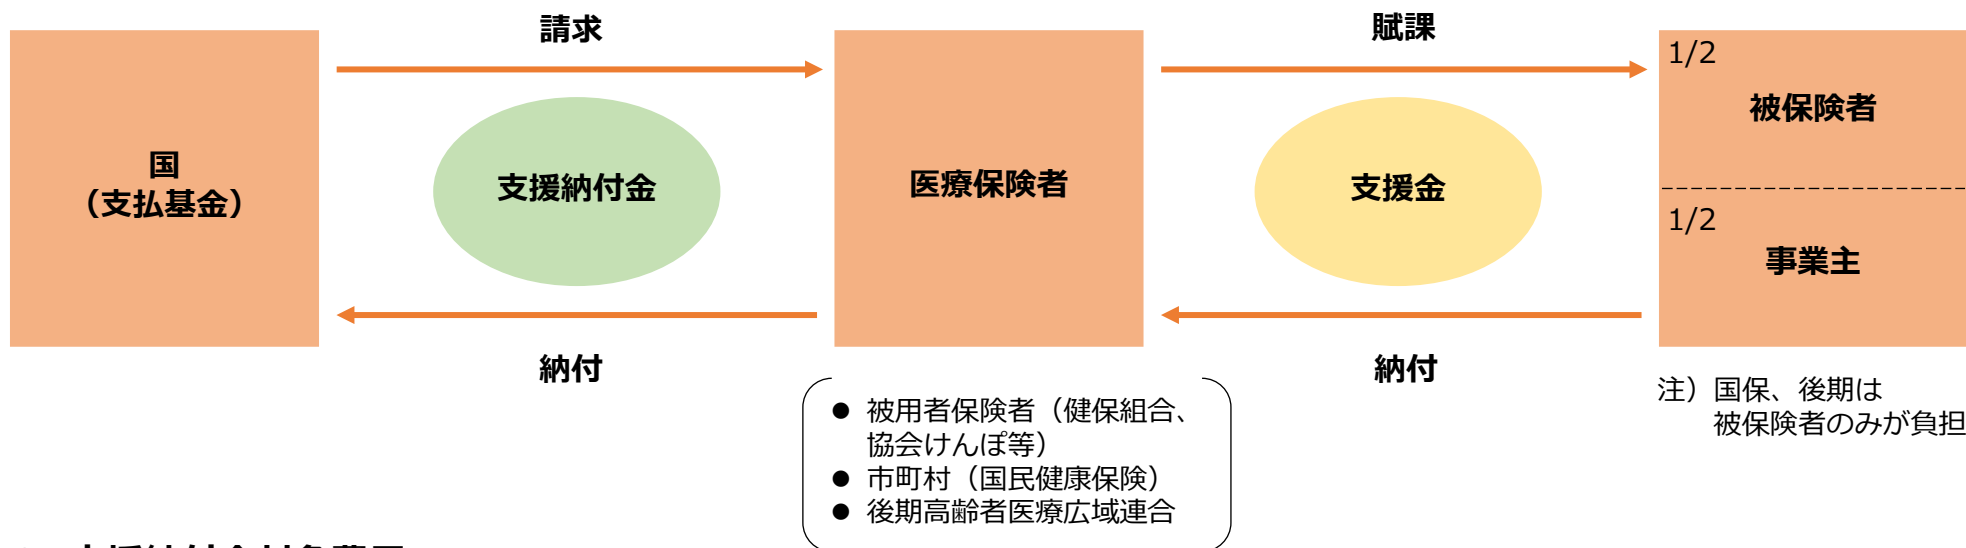 請求
賦課
国
（支払基金）
支援納付金
医療保険者
支援金
1/2
被保険者
1/2
事業主
納付
納付
● 被用者保険者（健保組合、
協会けんぽ等）
● 市町村（国民健康保険）
● 後期高齢者医療広域連合
注）国保、後期は
被保険者のみが負担